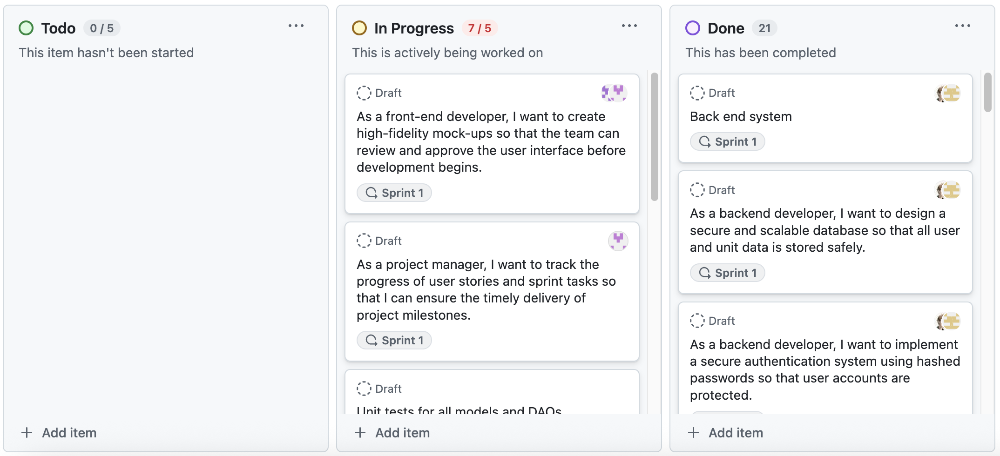 Todo 0 / 5
This item hasn't been started
Add item
In Progress 7 / 5
This is actively being worked on
Draft
As a front-end developer, I want to create
high-fidelity mock-ups so that the team can
review and approve the user interface before
development begins.
Sprint 1
Draft
As a project manager, I want to track the
progress of user stories and sprint tasks so
that I can ensure the timely delivery of
project milestones.
Sprint 1
Draft
Unit tests for all models and DAOs
Add item
Done 21
This has been completed
Draft
Back end system
Sprint 1
Draft
As a backend developer, I want to design a
secure and scalable database so that all user
and unit data is stored safely.
Sprint 1
Draft
As a backend developer, I want to implement
a secure authentication system using hashed
passwords so that user accounts are
protected.
Add item